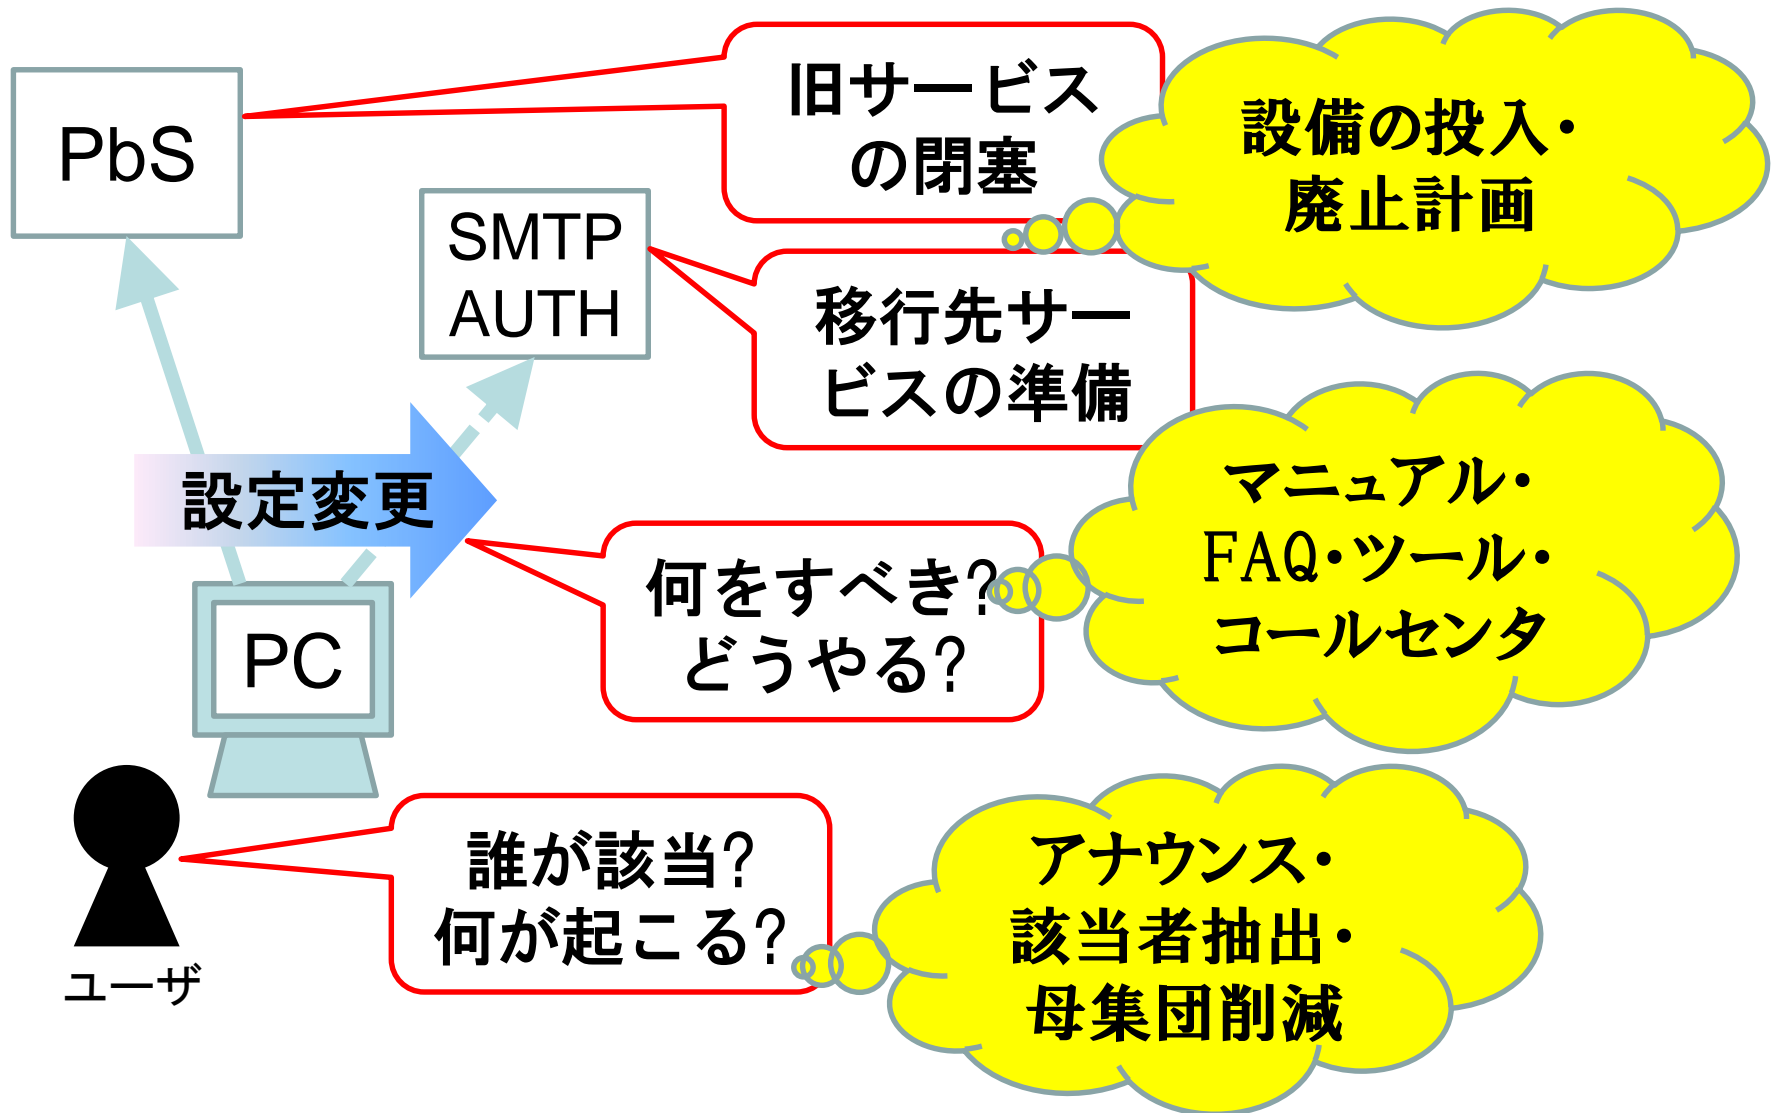 PbS
旧サービス
の閉塞
設備の投入・
廃止計画
SMTP
AUTH
移行先サー
ビスの準備
設定変更
マニュアル・
FAQ・ツール・
コールセンタ
何をすべき?
どうやる?
PC
ユーザ
誰が該当?
何が起こる?
アナウンス・
該当者抽出・
母集団削減